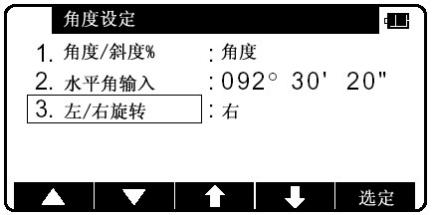 角度设定
1. 角度/斜度% : 角度
2. 水平角输入 : 092° 30' 20"
3. 左/右旋转 : 右
选定